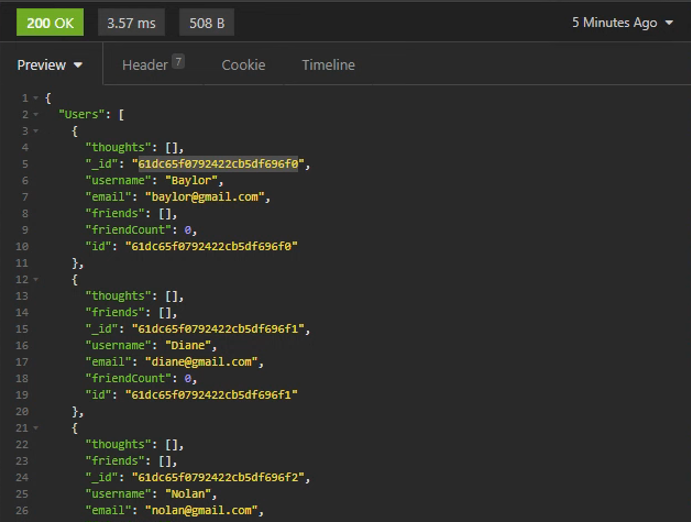 200 OK 3.57 ms 508 B 5 Minutes Ago
Preview Header 7 Cookie Timeline
1 {
2 "Users": [
3 {
4 "thoughts": [],
5 "_id": "61dc65f0792422cb5df696f0",
6 "username": "Baylor",
7 "email": "baylor@gmail.com",
8 "friends": [],
9 "friendCount": 0,
10 "id": "61dc65f0792422cb5df696f0"
11 },
12 {
13 "thoughts": [],
14 "friends": [],
15 "_id": "61dc65f0792422cb5df696f1",
16 "username": "Diane",
17 "email": "diane@gmail.com",
18 "friendCount": 0,
19 "id": "61dc65f0792422cb5df696f1"
20 },
21 {
22 "thoughts": [],
23 "friends": [],
24 "_id": "61dc65f0792422cb5df696f2",
25 "username": "Nolan",
26 "email": "nolan@gmail.com",